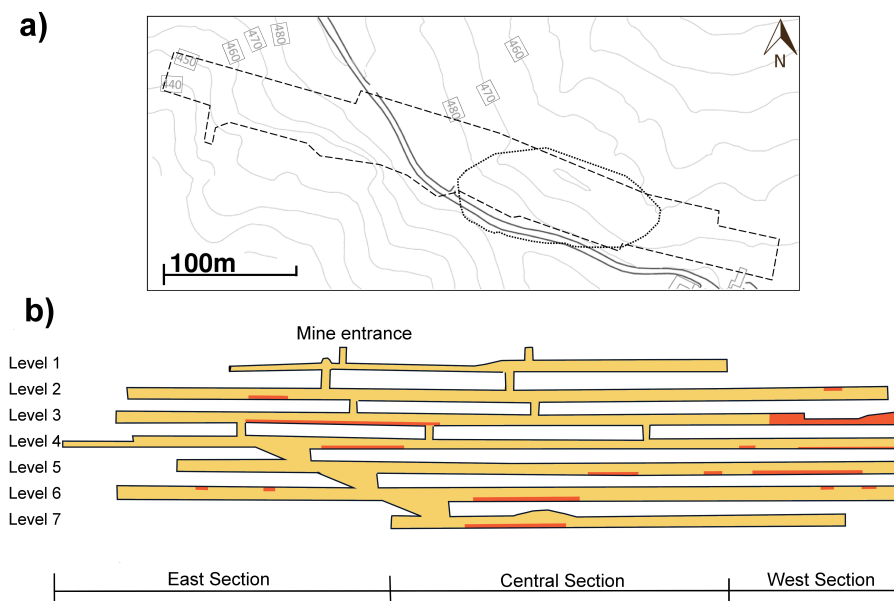 a)
450
460
470
480
460
N
440
480
470
100m
b)
Mine entrance
Level 1
Level 2
Level 3
Level 4
Level 5
Level 6
Level 7
East Section
Central Section
West Section